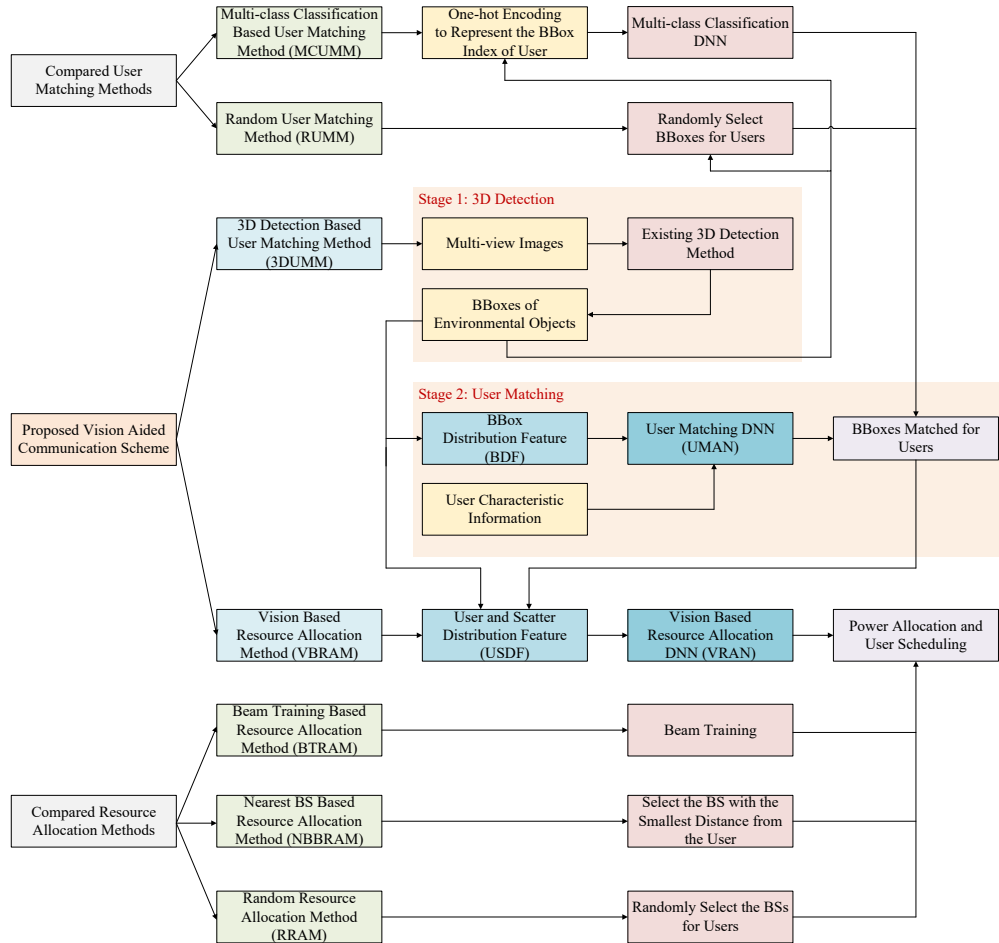 Multi-class Classification
Based User Matching
Method (MCUMM)
One-hot Encoding
to Represent the BBox
Index of User
Multi-class Classification
DNN
Compared User
Matching Methods
Random User Matching
Method (RUMM)
Randomly Select
BBoxes for Users
Stage 1: 3D Detection
3D Detection Based
User Matching Method
(3DUMM)
Multi-view Images
Existing 3D Detection
Method
BBoxes of
Environmental Objects
Stage 2: User Matching
Proposed Vision Aided
Communication Scheme
BBox
Distribution Feature
(BDF)
User Matching DNN
(UMAN)
BBoxes Matched for
Users
User Characteristic
Information
Vision Based
Resource Allocation
Method (VBRAM)
User and Scatter
Distribution Feature
(USDF)
Vision Based
Resource Allocation
DNN (VRAN)
Power Allocation and
User Scheduling
Beam Training Based
Resource Allocation
Method (BTRAM)
Beam Training
Compared Resource
Allocation Methods
Nearest BS Based
Resource Allocation
Method (NBBRAM)
Select the BS with the
Smallest Distance from
the User
Random Resource
Allocation Method
(RRAM)
Randomly Select the BSs
for Users